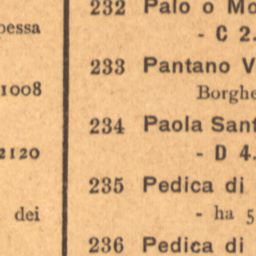 pessa
1008
2120
dei
232 Palo o Mo
- C 2.
233 Pantano V
Borghe
234 Paola Sant
- D 4.
235 Pedica di
- ha 5
236 Pedica di